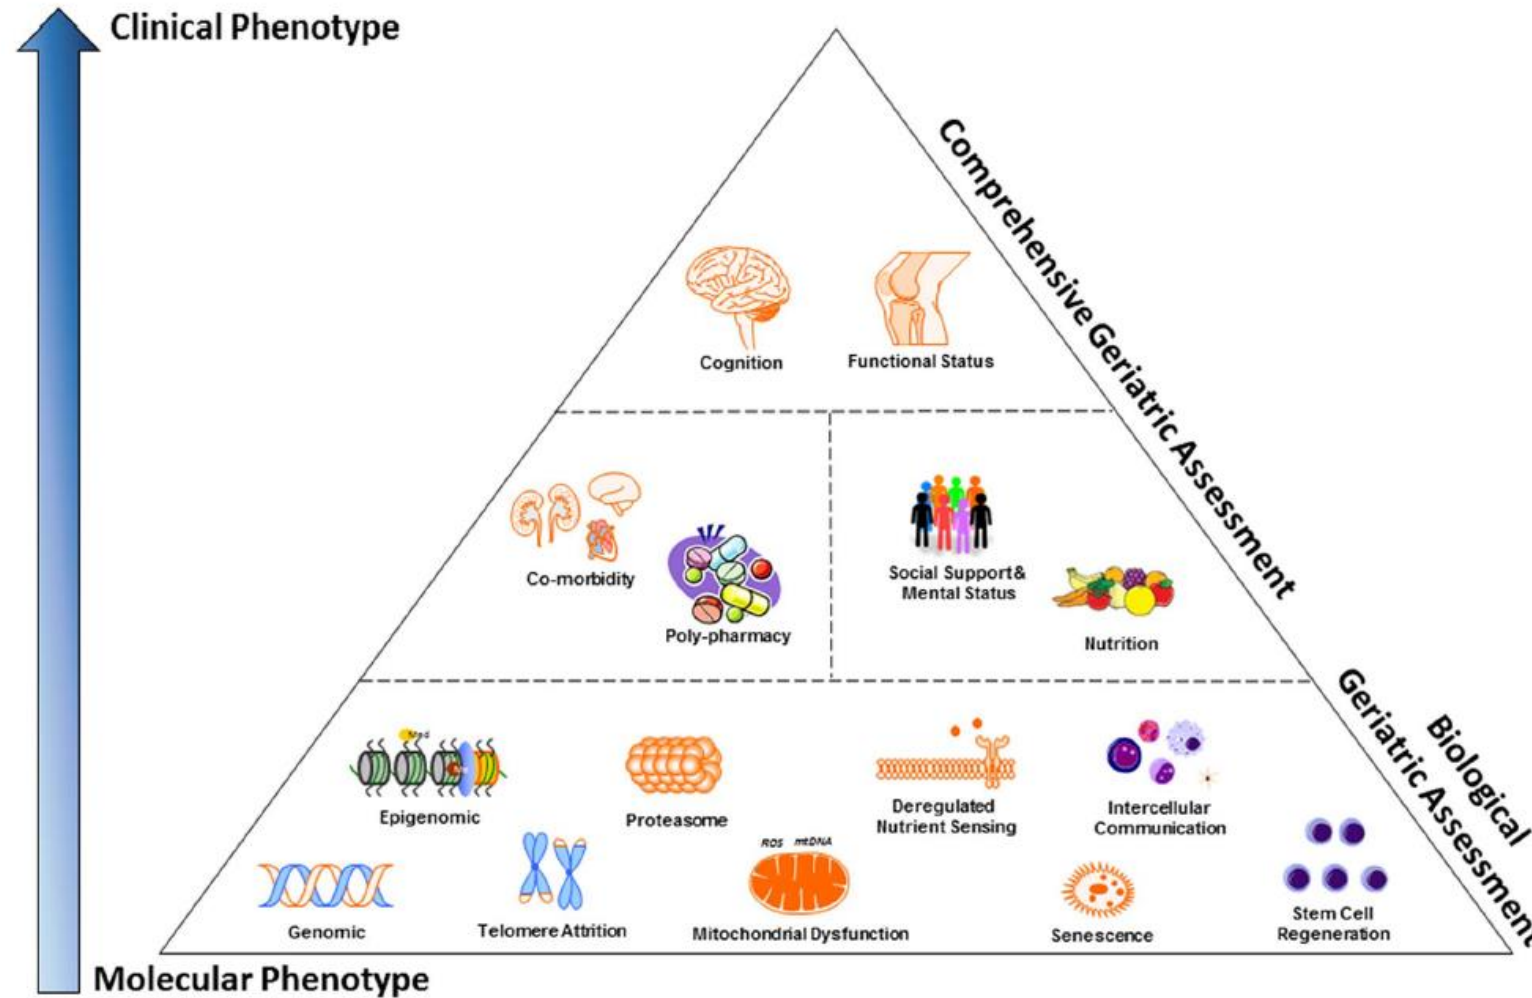 Clinical Phenotype
Comprehensive Geriatric Assessment
Cognition
Functional Status
Co-morbidity
Poly-pharmacy
Social Support &
Mental Status
Nutrition
Biological
Geriatric Assessment
Epigenomic
Proteasome
Deregulated
Nutrient Sensing
Intercellular
Communication
Genomic
Telomere Attrition
ROS mtDNA
Mitochondrial Dysfunction
Senescence
Stem Cell
Regeneration
Molecular Phenotype